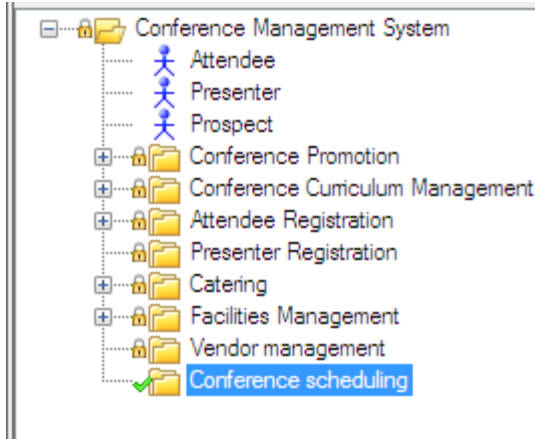 Conference Management System
Attendee
Presenter
Prospect
Conference Promotion
Conference Curriculum Management
Attendee Registration
Presenter Registration
Catering
Facilities Management
Vendor management
Conference scheduling